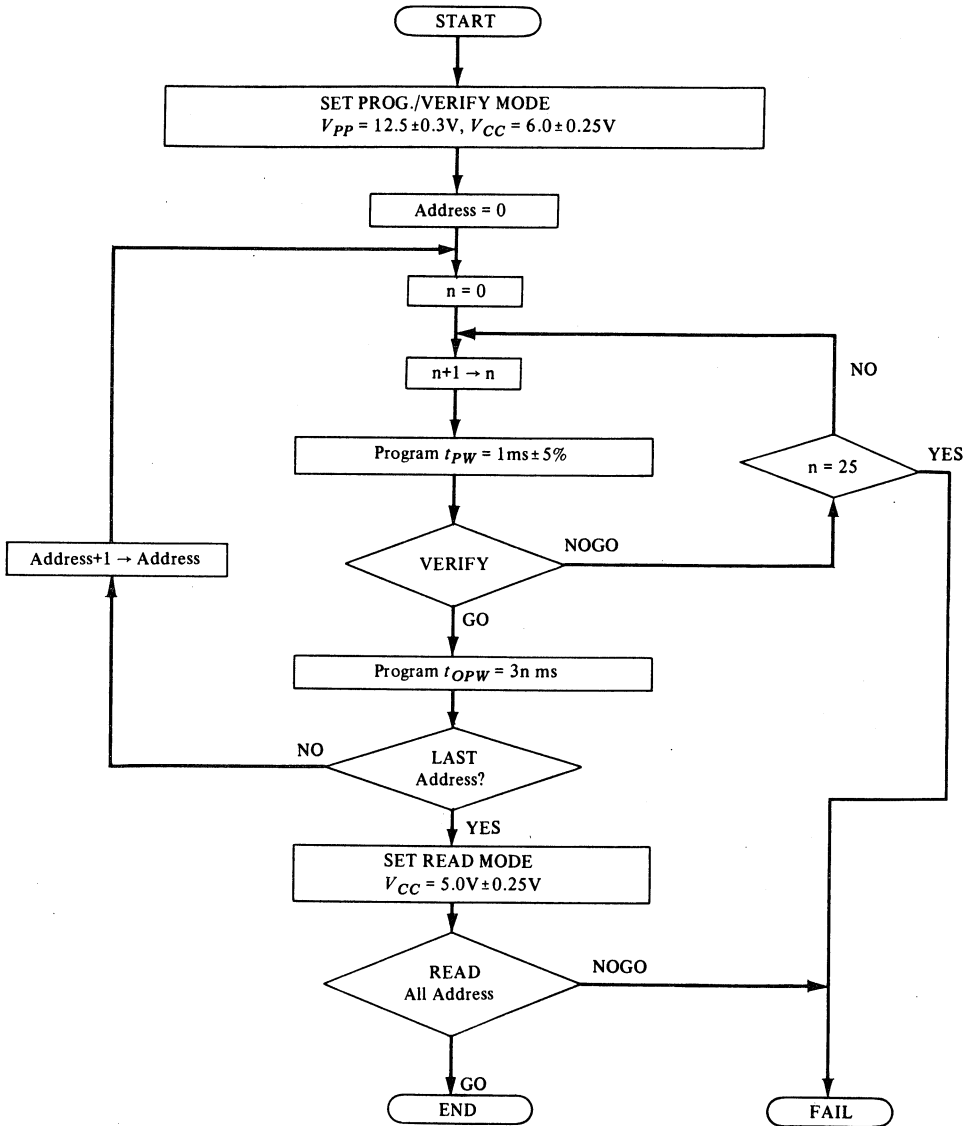 START
SET PROG./VERIFY MODE
V_PP = 12.5±0.3V, V_CC = 6.0±0.25V
Address = 0
n = 0
n+1 → n
NO
Program t_PW = 1ms±5%
n = 25
YES
Address+1 → Address
VERIFY
NOGO
GO
Program t_OPW = 3n ms
NO
LAST
Address?
YES
SET READ MODE
V_CC = 5.0V±0.25V
READ
All Address
NOGO
GO
END
FAIL